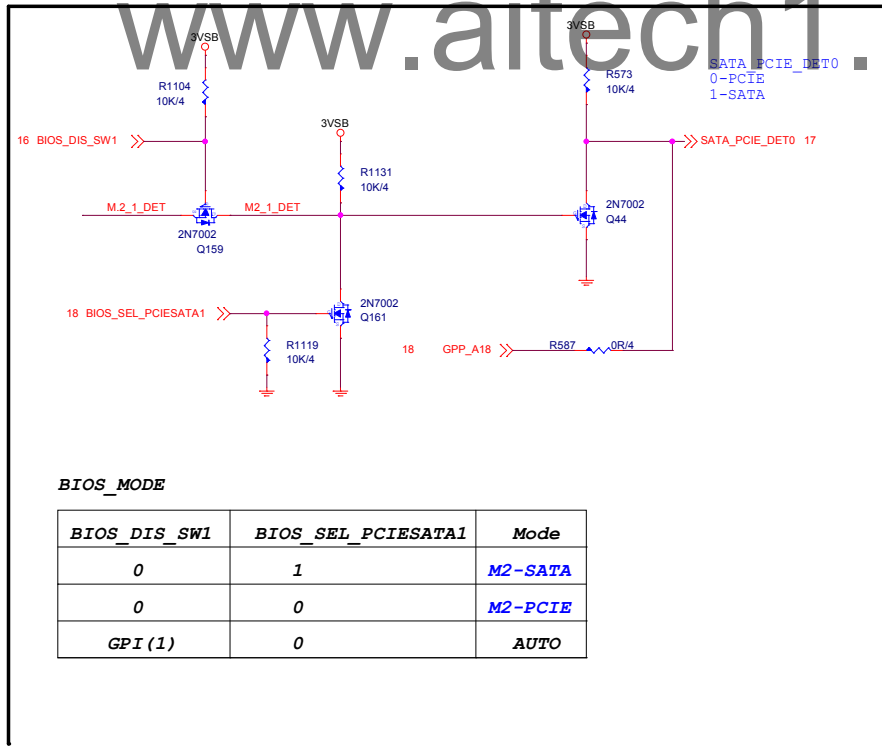 www.aitech1.
3VSB
R1104
10K/4
16 BIOS_DIS_SW1
M.2_1_DET
M2_1_DET
2N7002
Q159
3VSB
R1131
10K/4
3VSB
R573
10K/4
SATA_PCIE_DET0
0-PCIE
1-SATA
SATA_PCIE_DET0 17
2N7002
Q44
18 BIOS_SEL_PCIESATA1
2N7002
Q161
R1119
10K/4
18 GPP_A18
R587 0R/4
BIOS_MODE
BIOS_DIS_SW1 BIOS_SEL_PCIESATA1 Mode
0 1 M2-SATA
0 0 M2-PCIE
GPI(1) 0 AUTO